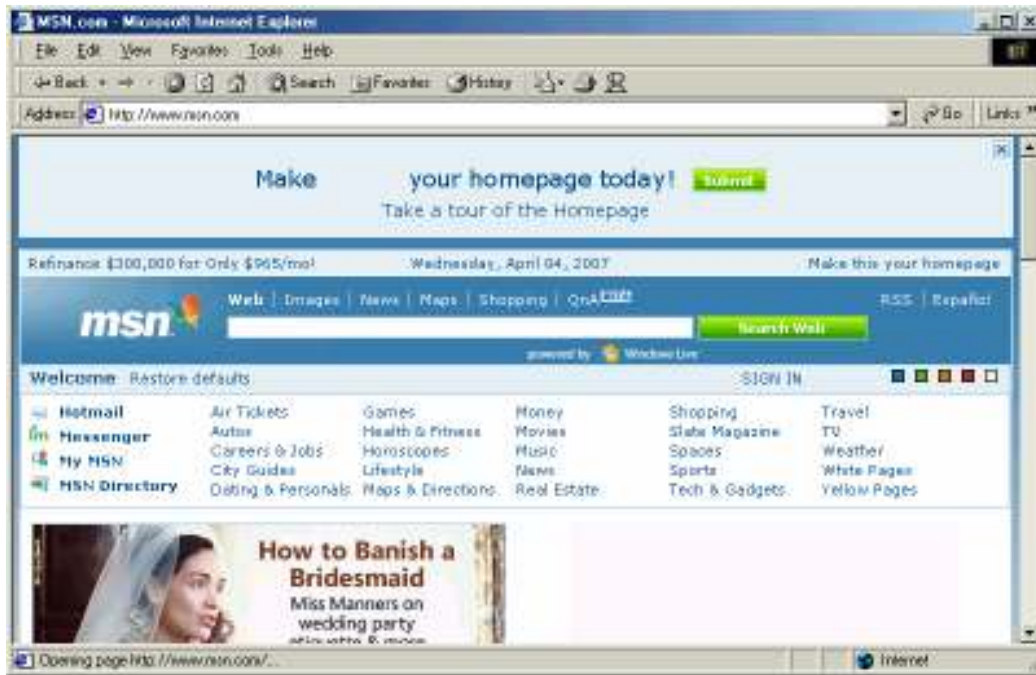 MSN.com - Microsoft Internet Explorer
File Edit View Favorites Tools Help
Back Search Favorites History
Address http://www.msn.com Go Links »
Make your homepage today! Submit
Take a tour of the Homepage
Refinance $300,000 for Only $965/mo! Wednesday, April 04, 2007 Make this your homepage
Web | Images | News | Maps | Shopping | QnA RSS | Español
msn Search Web
powered by Windows Live
Welcome Restore defaults SIGN IN
Hotmail Air Tickets Games Money Shopping Travel
Messenger Autos Health & Fitness Movies Slate Magazine TV
My MSN Careers & Jobs Horoscopes Music Spaces Weather
MSN Directory City Guides Lifestyle News Sports White Pages
Dating & Personals Maps & Directions Real Estate Tech & Gadgets Yellow Pages
How to Banish a
Bridesmaid
Miss Manners on
wedding party
etiquette & more
Opening page http://www.msn.com/... Internet